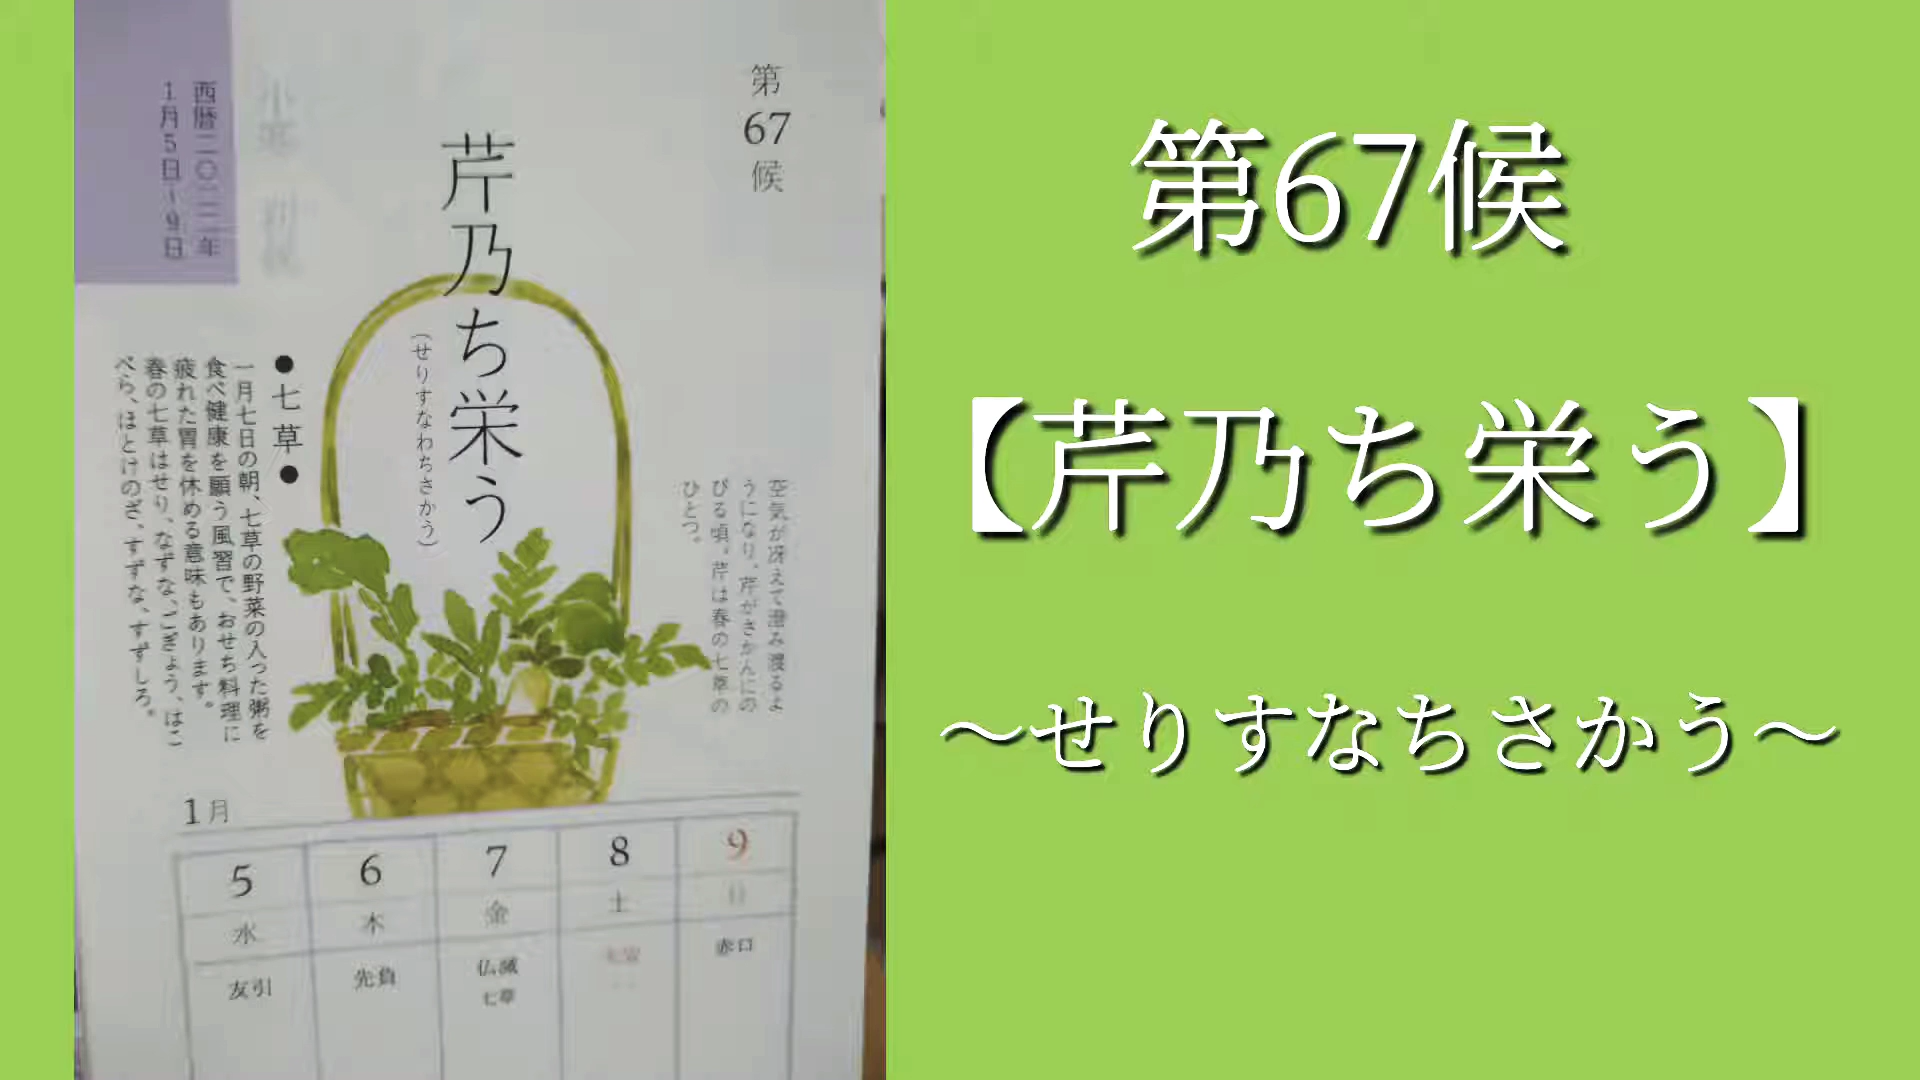 第67候
芹乃ち栄う
(せりすなわちさかう)
空気が冴えて澄み渡るよ
うになり、芹がさかんにの
びる頃。芹は春の七草の
ひとつ。
西暦二〇二二年
1月5日〜9日
●七草●
一月七日の朝、七草の野菜の入った粥を
食べ健康を願う風習で、おせち料理に
疲れた胃を休める意味もあります。
春の七草はせり、なずな、ごぎょう、はこ
べら、ほとけのざ、すずな、すずしろ。
1月
5 6 7 8 9
水 木 金 土 日
友引 先負 仏滅 赤口
七草
第67候
【芹乃ち栄う】
〜せりすなちさかう〜